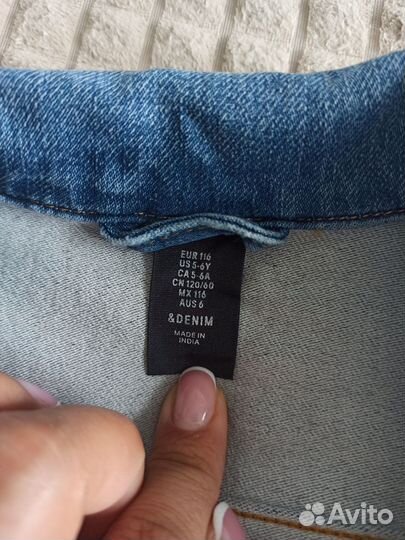 EUR 116
US 5-6Y
CA 5-6A
CN 120/60
MX 116
AUS 6
&DENIM
MADE IN
INDIA
Avito